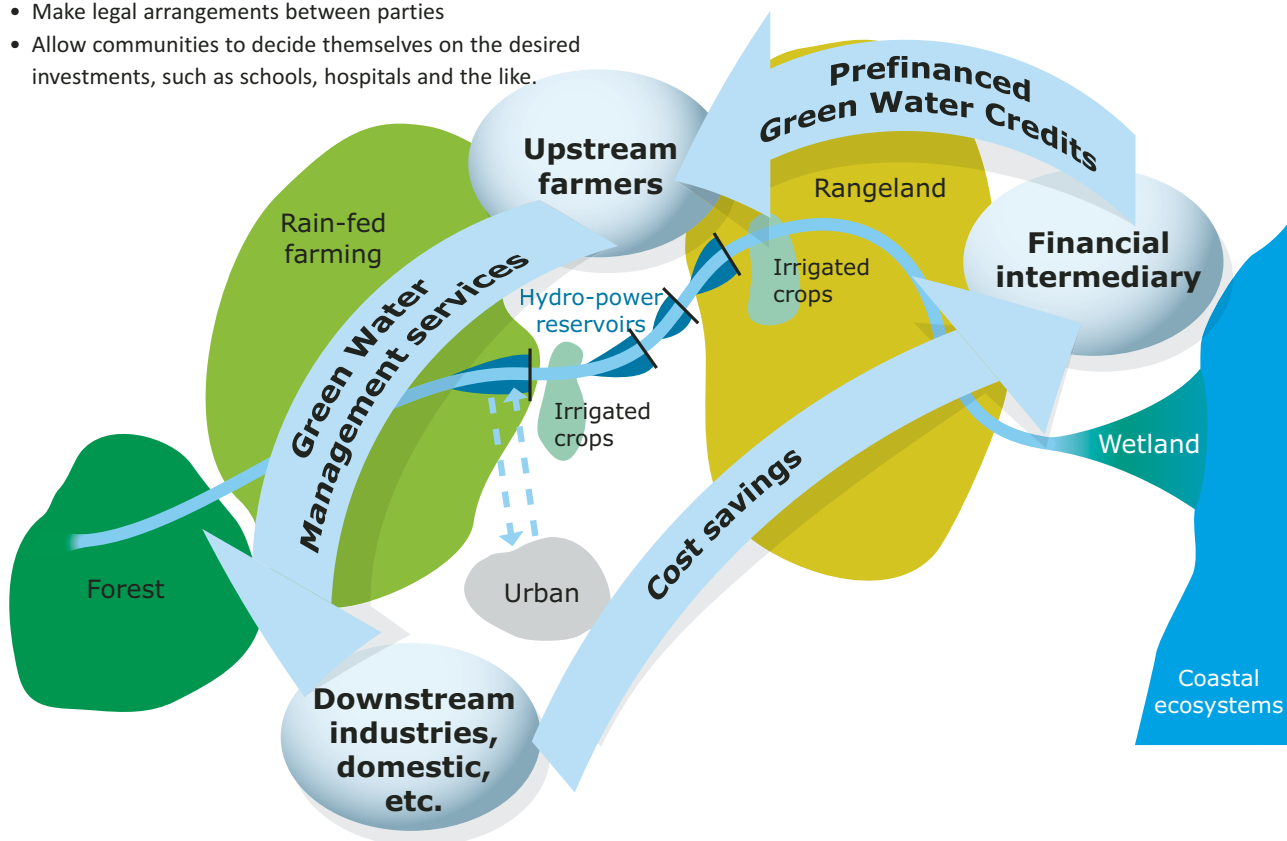 • Make legal arrangements between parties
• Allow communities to decide themselves on the desired
investments, such as schools, hospitals and the like.
Prefinanced
Green Water Credits
Upstream
farmers
Rangeland
Rain-fed
farming
Financial
intermediary
Irrigated
crops
Hydro-power
reservoirs
Green Water
Management services
Irrigated
crops
Wetland
Cost savings
Forest
Urban
Downstream
industries,
domestic,
etc.
Coastal
ecosystems